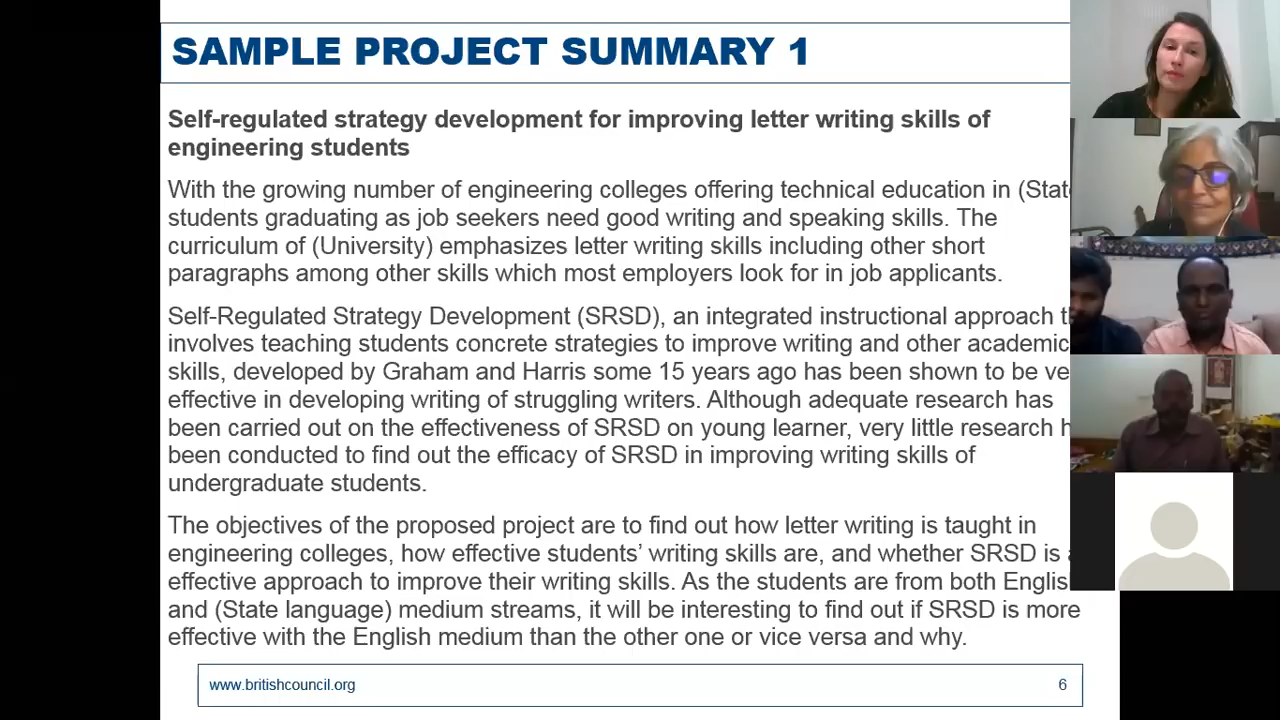 SAMPLE PROJECT SUMMARY 1
Self-regulated strategy development for improving letter writing skills of
engineering students
With the growing number of engineering colleges offering technical education in (Stat
students graduating as job seekers need good writing and speaking skills. The
curriculum of (University) emphasizes letter writing skills including other short
paragraphs among other skills which most employers look for in job applicants.
Self-Regulated Strategy Development (SRSD), an integrated instructional approach
involves teaching students concrete strategies to improve writing and other academic
skills, developed by Graham and Harris some 15 years ago has been shown to be ve
effective in developing writing of struggling writers. Although adequate research has
been carried out on the effectiveness of SRSD on young learner, very little research
been conducted to find out the efficacy of SRSD in improving writing skills of
undergraduate students.
The objectives of the proposed project are to find out how letter writing is taught in
engineering colleges, how effective students’ writing skills are, and whether SRSD is
effective approach to improve their writing skills. As the students are from both Englis
and (State language) medium streams, it will be interesting to find out if SRSD is more
effective with the English medium than the other one or vice versa and why.
www.britishcouncil.org
6